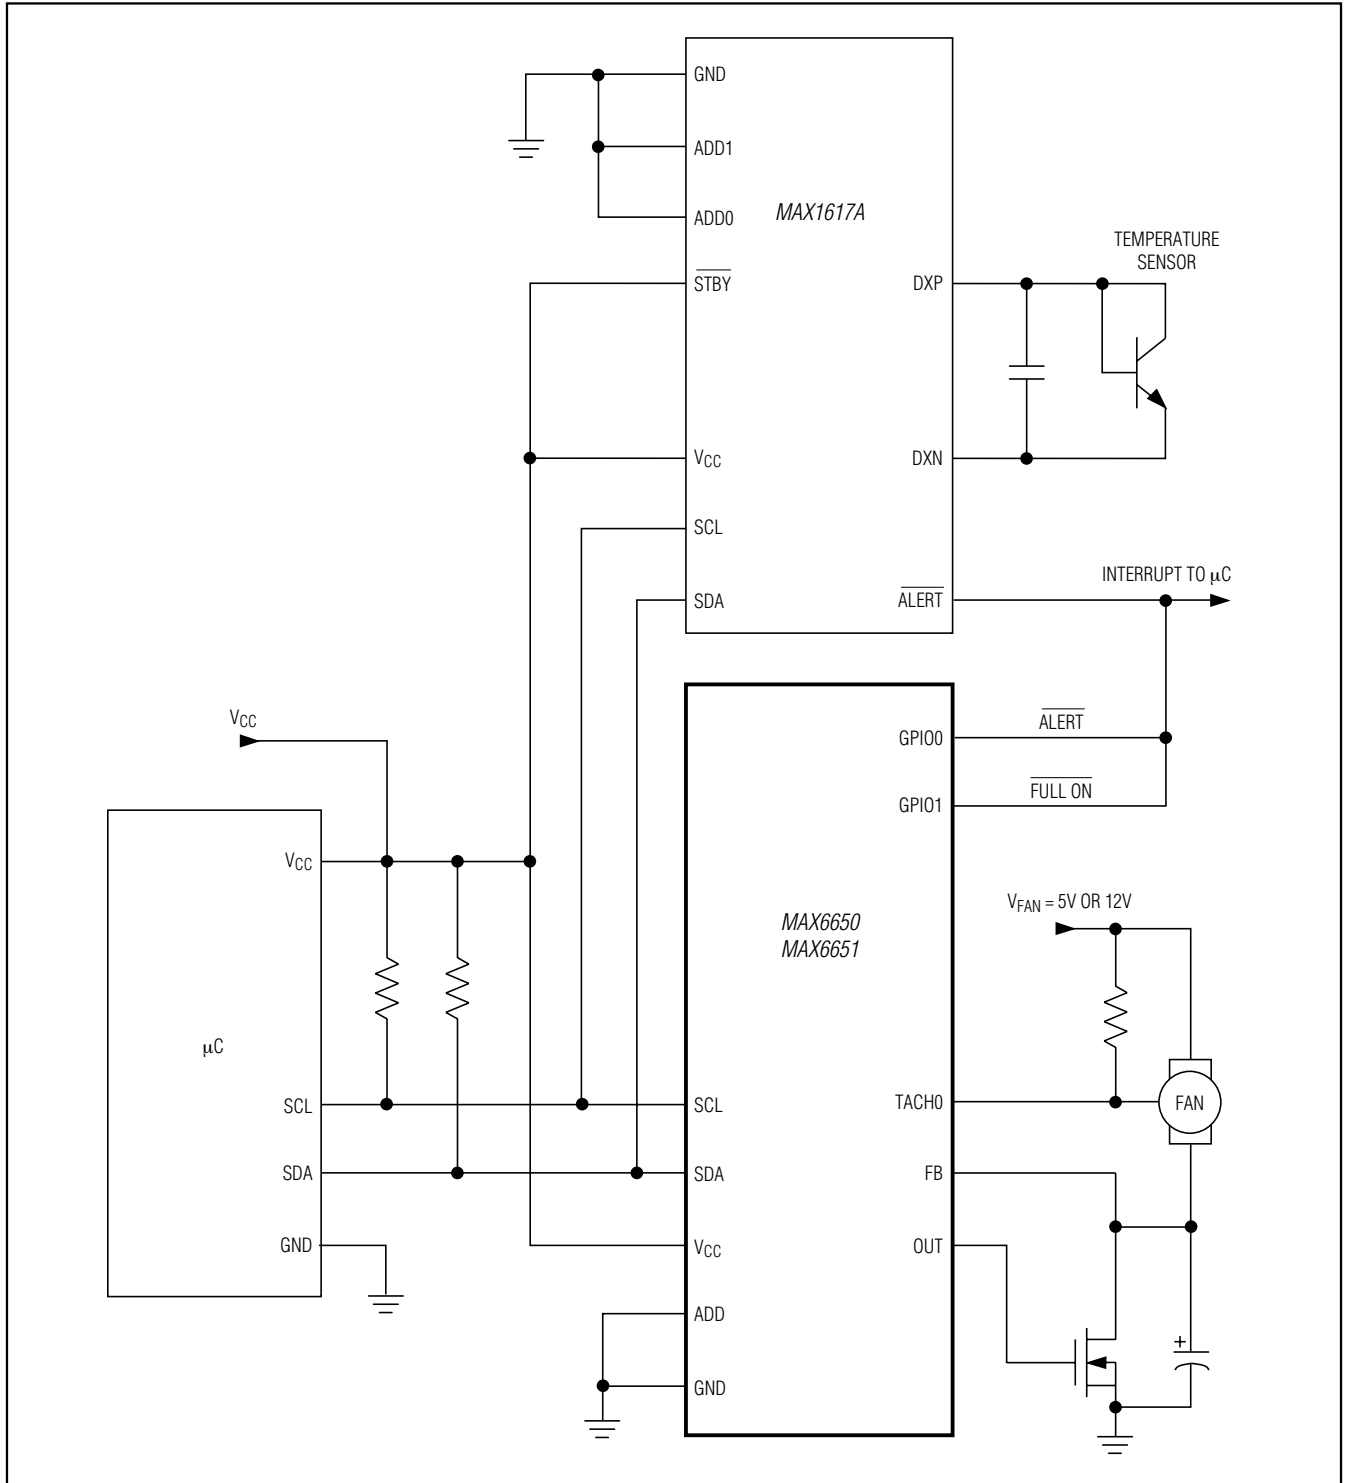 GND
ADD1
ADD0
MAX1617A
STBY
DXP
TEMPERATURE
SENSOR
VCC
DXN
SCL
SDA
ALERT
INTERRUPT TO μC
VCC
GPIO0
ALERT
GPIO1
FULL ON
VCC
μC
SCL
SDA
GND
MAX6650
MAX6651
VFAN = 5V OR 12V
SCL
TACH0
FAN
SDA
FB
VCC
OUT
ADD
GND
+